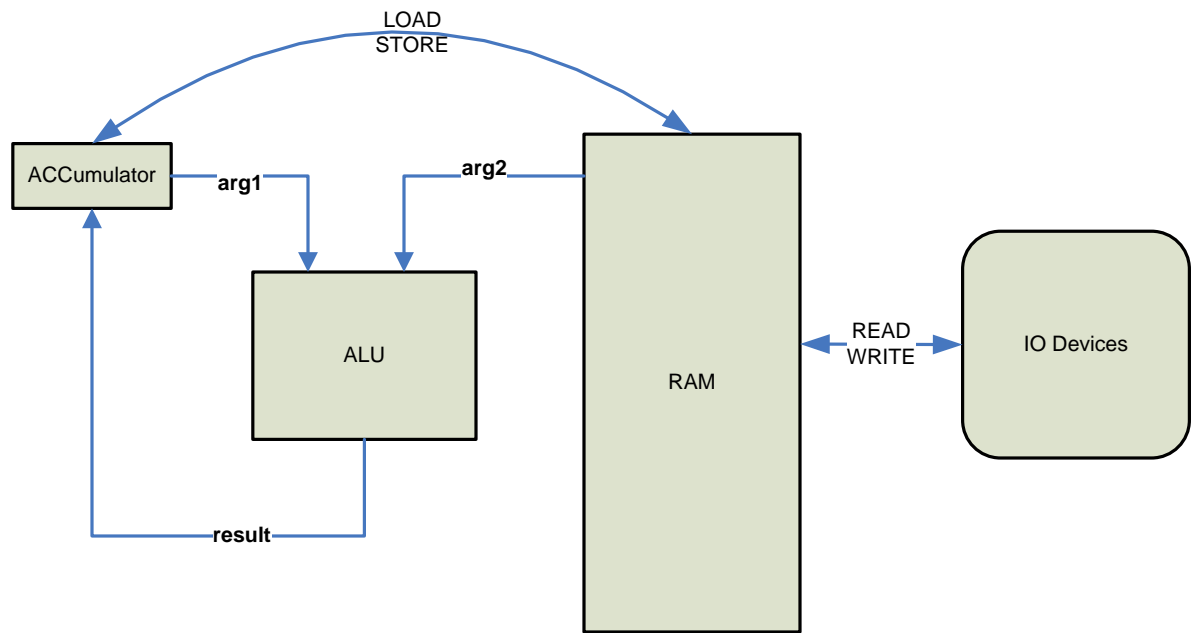 LOAD
STORE
ACCumulator
arg1
arg2
ALU
RAM
READ
WRITE
IO Devices
result